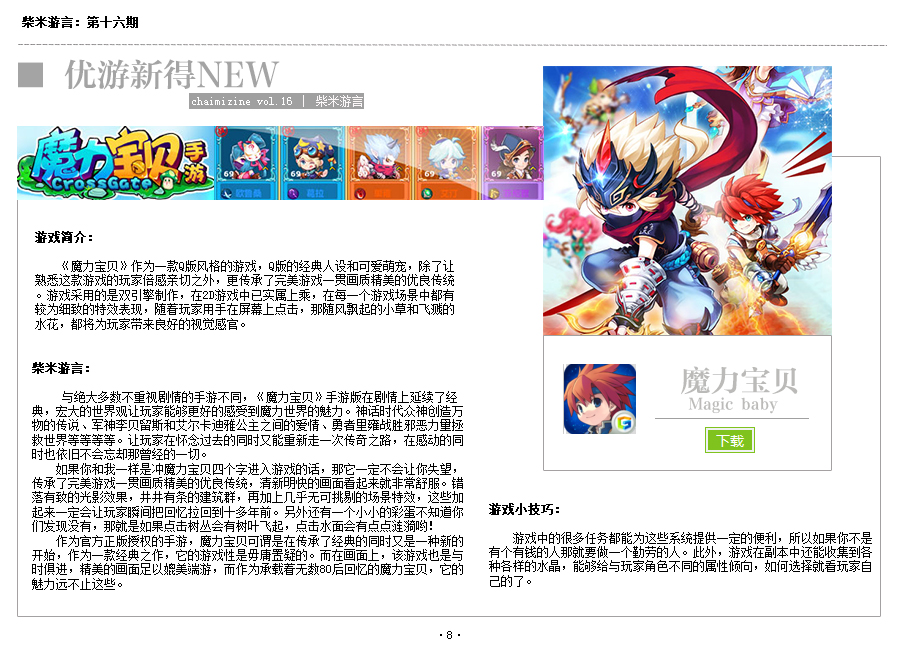 柴米游言：第十六期
优游新得NEW
chaimizine vol.16 | 柴米游言
魔力宝贝
手游
CrossGate
69 69 69 69 69
游戏简介：
《魔力宝贝》作为一款Q版风格的游戏，Q版的经典人设和可爱萌宠，除了让
熟悉这款游戏的玩家倍感亲切之外，更传承了完美游戏一贯画质精美的优良传统
。游戏采用的是双引擎制作，在2D游戏中已实属上乘，在每一个游戏场景中都有
较为细致的特效表现，随着玩家用手在屏幕上点击，那随风飘起的小草和飞溅的
水花，都将为玩家带来良好的视觉感官。
柴米游言：
与绝大多数不重视剧情的手游不同，《魔力宝贝》手游版在剧情上延续了经
典，宏大的世界观让玩家能够更好的感受到魔力世界的魅力。神话时代众神创造万
物的传说、军神李贝留斯和艾尔卡迪雅公主之间的爱情、勇者里雍战胜邪恶力量拯
救世界等等等等。让玩家在怀念过去的同时又能重新走一次传奇之路，在感动的同
时也依旧不会忘却那曾经的一切。
如果你和我一样是冲魔力宝贝四个字进入游戏的话，那它一定不会让你失望，
传承了完美游戏一贯画质精美的优良传统，清新明快的画面看起来就非常舒服。错
落有致的光影效果，井井有条的建筑群，再加上几乎无可挑剔的场景特效，这些加
起来一定会让玩家瞬间把回忆拉回到十多年前。另外还有一个小小的彩蛋不知道你
们发现没有，那就是如果点击树丛会有树叶飞起，点击水面会有点点涟漪哟！
作为官方正版授权的手游，魔力宝贝可谓是在传承了经典的同时又是一种新的
开始，作为一款经典之作，它的游戏性是毋庸置疑的。而在画面上，该游戏也是与
时俱进，精美的画面足以媲美端游，而作为承载着无数80后回忆的魔力宝贝，它的
魅力远不止这些。
魔力宝贝
Magic baby
下载
游戏小技巧：
游戏中的很多任务都能为这些系统提供一定的便利，所以如果你不是
有个有钱的人那就要做一个勤劳的人。此外，游戏在副本中还能收集到各
种各样的水晶，能够给与玩家角色不同的属性倾向，如何选择就看玩家自
己的了。
·8·